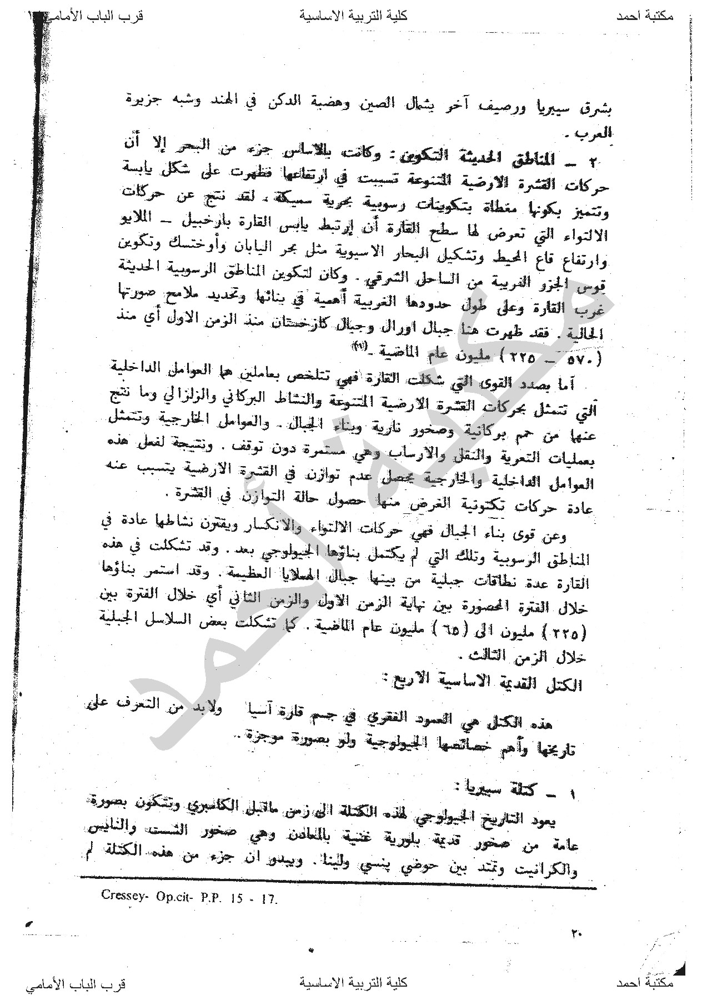 مكتبة احمد
كلية التربية الاساسية
قرب الباب الأمامي
بشرق سيبريا ورصيف آخر يشمال الصين وهضبة الدكن في الهند وشبه جزيرة
العرب .
٢ – المناطق الحديثة التكوين : وكانت بالاساس جزء من البحر إلا أن
حركات القشرة الارضية المتنوعة تسببت في ارتفاعها فظهرت على شكل يابسة
وتتميز بكونها مغطاة بتكوينات رسوبية بحرية سميكة . لقد نتج عن حركات
الالتواء التي تعرض لها سطح القارة أن إرتبط يابس القارة بارخبيل – الملايو
وارتفاع قاع المحيط وتشكيل البحار الاسيوية مثل بحر اليابان وأوختسك وتكوين
قوس الجزر القريبة من الساحل الشرقي . وكان لتكوين المناطق الرسوبية الحديثة
غرب القارة وعلى طول حدودها الغربية أهمية في بنائها وتحديد ملامح صورتها
الحالية . فقد ظهرت هنا جبال اورال وجبال كازخستان منذ الزمن الاول أي منذ
( ٥٧٠ – ٢٢٥ ) مليون عام الماضية .
أما بصدد القوى التي شكلت القارة فهي تتلخص بعاملين هما العوامل الداخلية
التي تتمثل بحركات القشرة الارضية المتنوعة والنشاط البركاني والزلزالي وما نتج
عنها من حمم بركانية وصخور نارية وبناء الجبال . والعوامل الخارجية وتتمثل
بعمليات التعرية والنقل والارساب وهي مستمرة دون توقف . ونتيجة لفعل هذه
العوامل الداخلية والخارجية يحصل عدم توازن في القشرة الارضية يتسبب عنه
عادة حركات تكتونية الغرض منها حصول حالة التوازن في القشرة .
وعن قوى بناء الجبال فهي حركات الالتواء والانكسار ويقترن نشاطها عادة في
المناطق الرسوبية وتلك التي لم يكتمل بناؤها الجيولوجي بعد . وقد تشكلت في هذه
القارة عدة نطاقات جبلية من بينها جبال الهملايا العظيمة . وقد استمر بناؤها
خلال الفترة المحصورة بين نهاية الزمن الاول والزمن الثاني أي خلال الفترة بين
( ٢٢٥ ) مليون الى ( ٦٥ ) مليون عام الماضية . كما تشكلت بعض السلاسل الجبلية
خلال الزمن الثالث .
الكتل القديمة الاساسية الاربع :
هذه الكتل هي العمود الفقري في جسم قارة آسيا ولابد من التعرف على
تاريخها وأهم خصائصها الجيولوجية ولو بصورة موجزة .
١ – كتلة سيبريا :
يعود التاريخ الجيولوجي لهذه الكتلة الى زمن ماقبل الكامبري وتتكون بصورة
عامة من صخور قديمة بلورية غنية بالمعادن وهي صخور الشست والنايس
والكرانيت وتمتد بين حوضي ينسي ولينا . ويبدو ان جزء من هذه الكتلة لم
Cressey- Op.cit- P.P. 15 - 17.
٢٠
مكتبة احمد
كلية التربية الاساسية
قرب الباب الأمامي
مكتبة أحمد